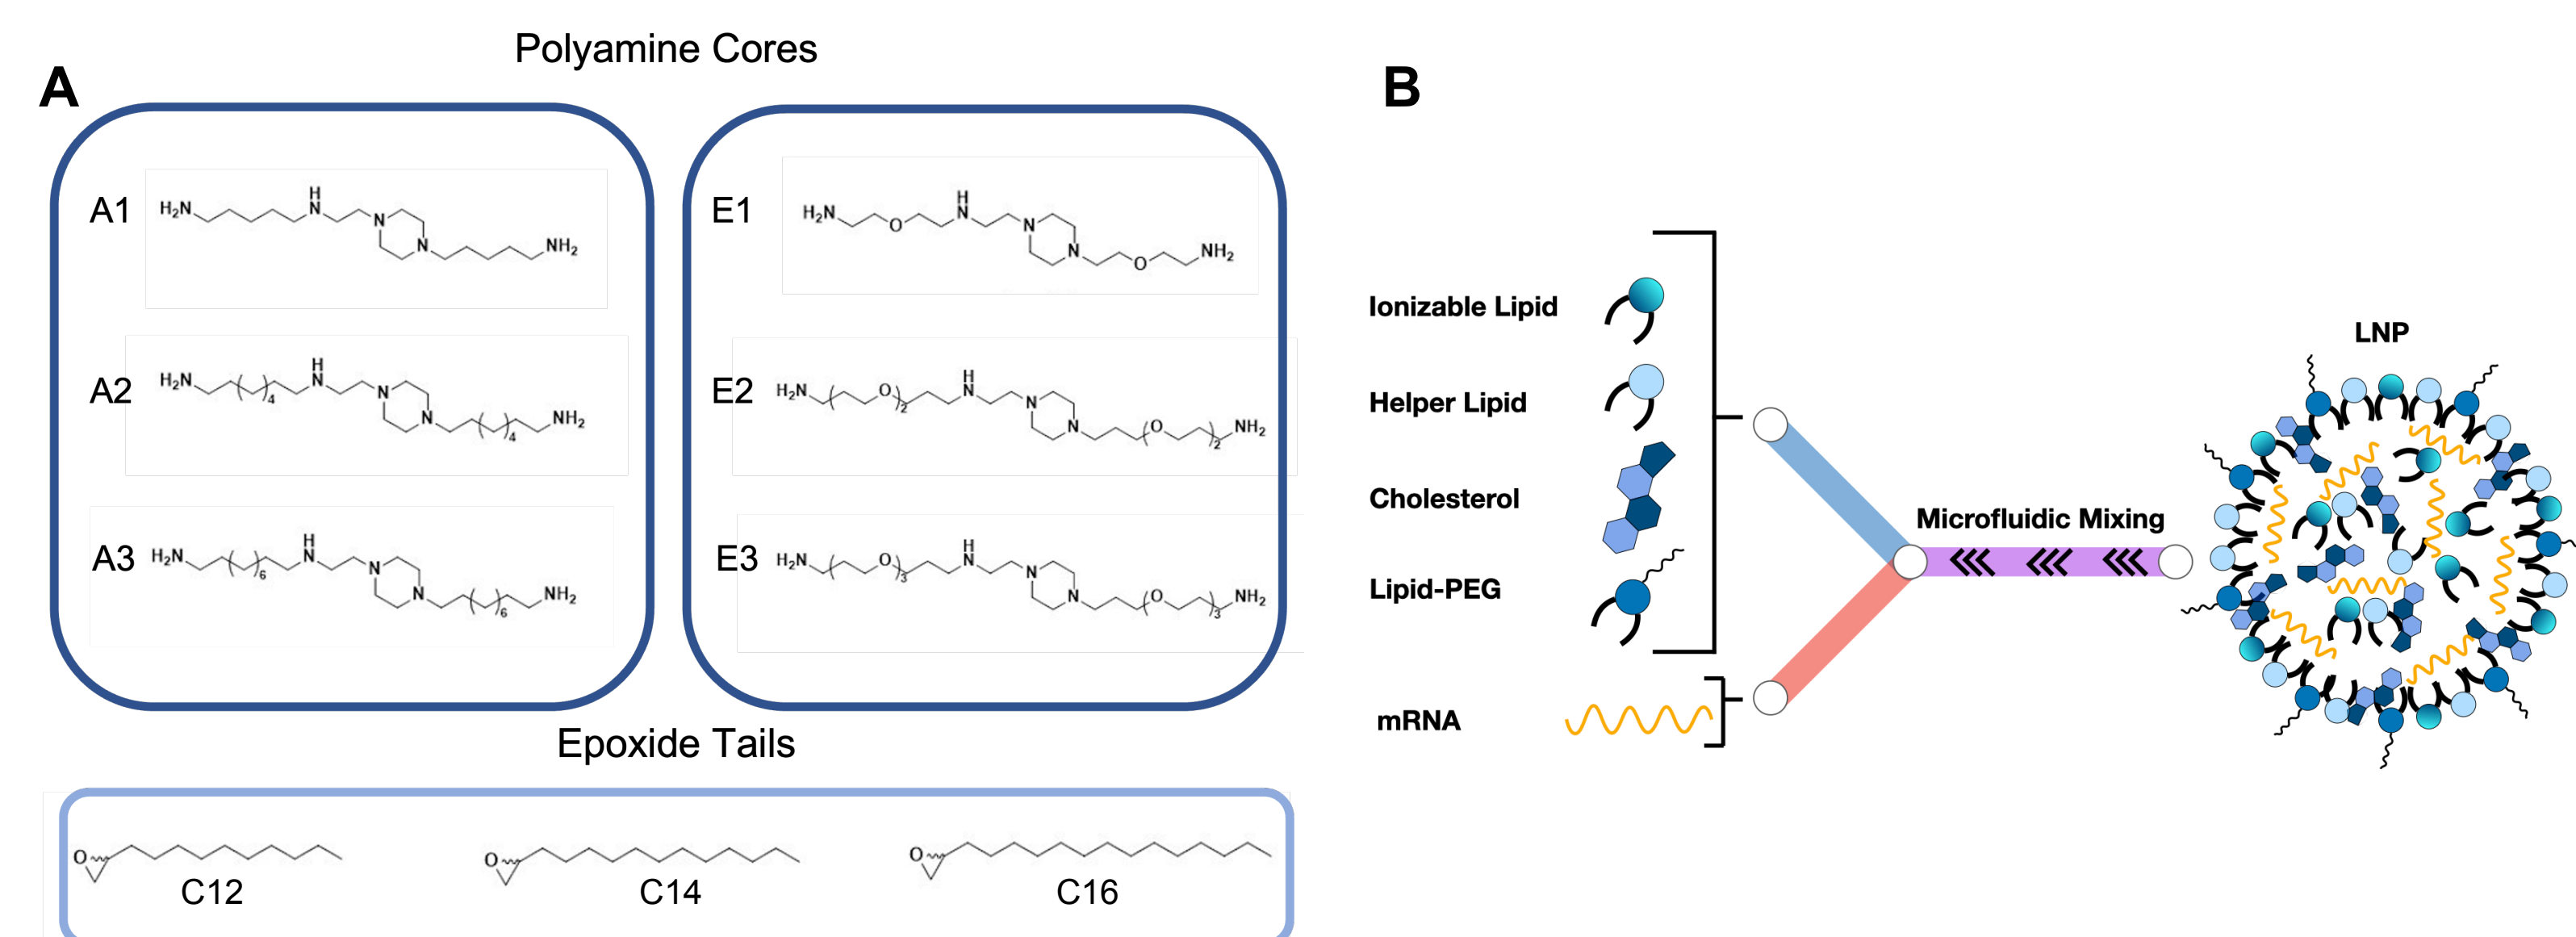 Polyamine Cores
A
A1
H₂N
H
N
N
N
NH₂
A2
H₂N
4
H
N
N
N
4
NH₂
A3
H₂N
6
H
N
N
N
6
NH₂
E1
H₂N
O
H
N
N
N
O
NH₂
E2
H₂N
O
2
H
N
N
N
O
2
NH₂
E3
H₂N
O
3
H
N
N
N
O
3
NH₂
Epoxide Tails
O
C12
O
C14
O
C16
B
Ionizable Lipid
Helper Lipid
Cholesterol
Lipid-PEG
mRNA
Microfluidic Mixing
LNP